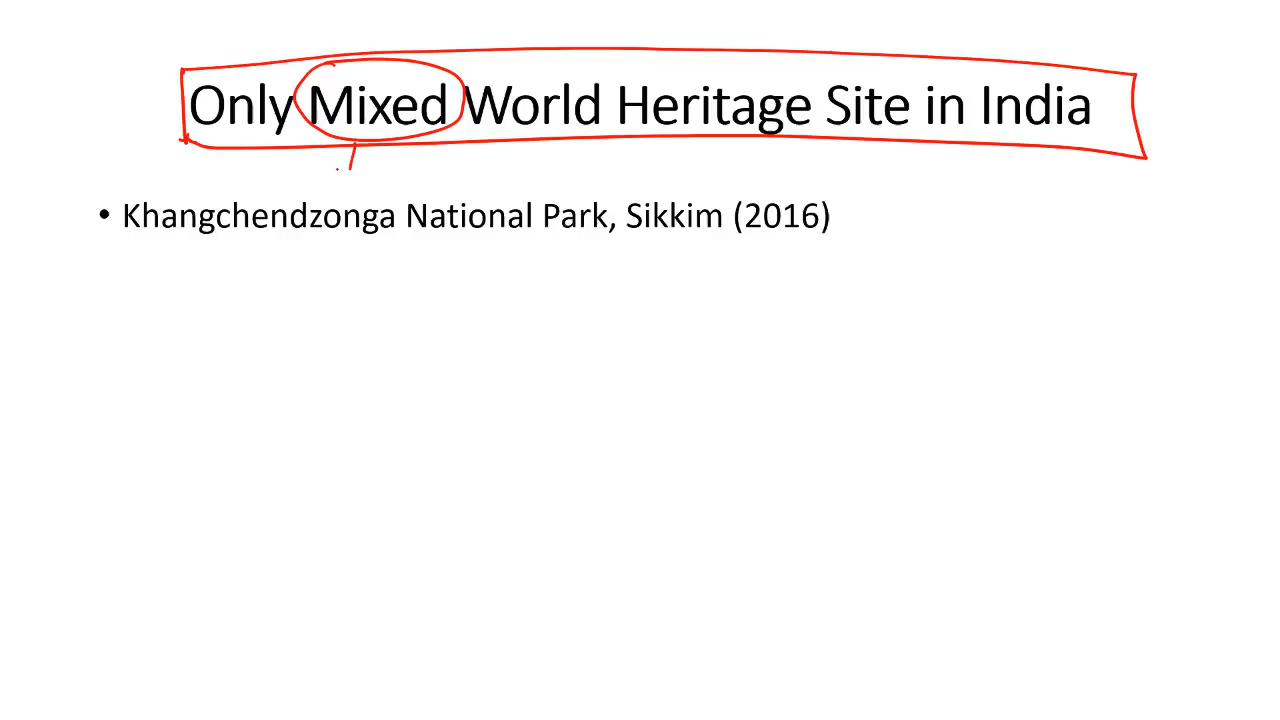 Only Mixed World Heritage Site in India
• Khangchendzonga National Park, Sikkim (2016)